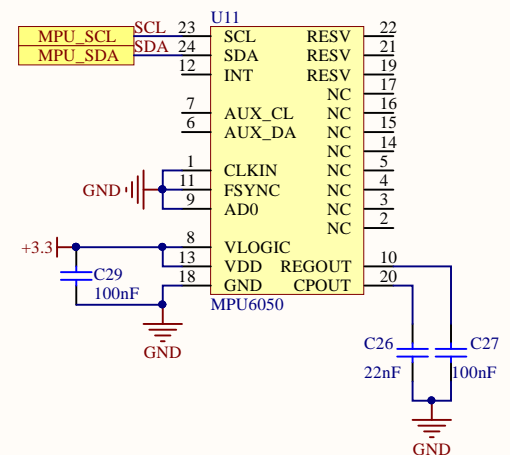 U11
MPU_SCL SCL 23 SCL RESV 22
MPU_SDA SDA 24 SDA RESV 21
12 INT RESV 19
NC 17
7 AUX_CL NC 16
6 AUX_DA NC 15
NC 14
1 CLKIN NC 5
GND 11 FSYNC NC 4
9 AD0 NC 3
NC 2
+3.3 8 VLOGIC
13 VDD REGOUT 10
C29 18 GND CPOUT 20
100nF MPU6050
GND
C26 C27
22nF 100nF
GND